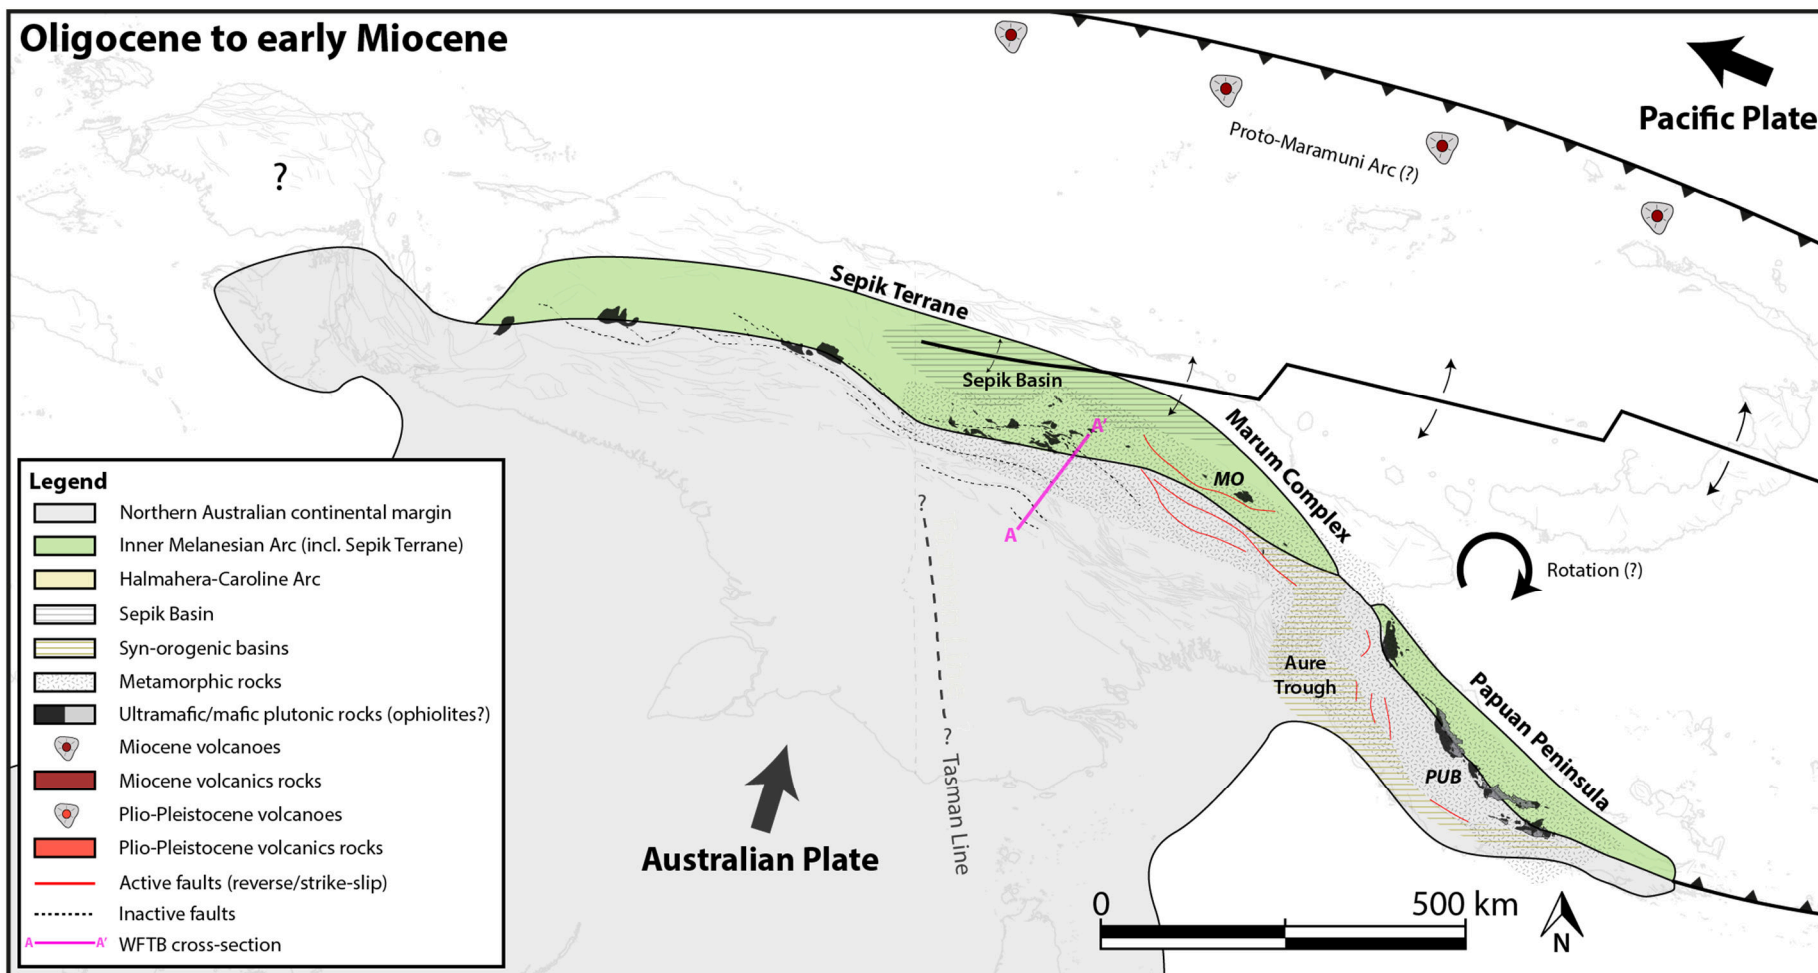 Oligocene to early Miocene
Pacific Plate
Proto-Maramuni Arc (?)
?
Sepik Terrane
Sepik Basin
A'
Marum Complex
MO
A
?
Rotation (?)
Aure
Trough
Papuan Peninsula
PUB
? Tasman Line
Australian Plate
0
500 km
N
Legend
Northern Australian continental margin
Inner Melanesian Arc (incl. Sepik Terrane)
Halmahera-Caroline Arc
Sepik Basin
Syn-orogenic basins
Metamorphic rocks
Ultramafic/mafic plutonic rocks (ophiolites?)
Miocene volcanoes
Miocene volcanics rocks
Plio-Pleistocene volcanoes
Plio-Pleistocene volcanics rocks
Active faults (reverse/strike-slip)
Inactive faults
A A' WFTB cross-section